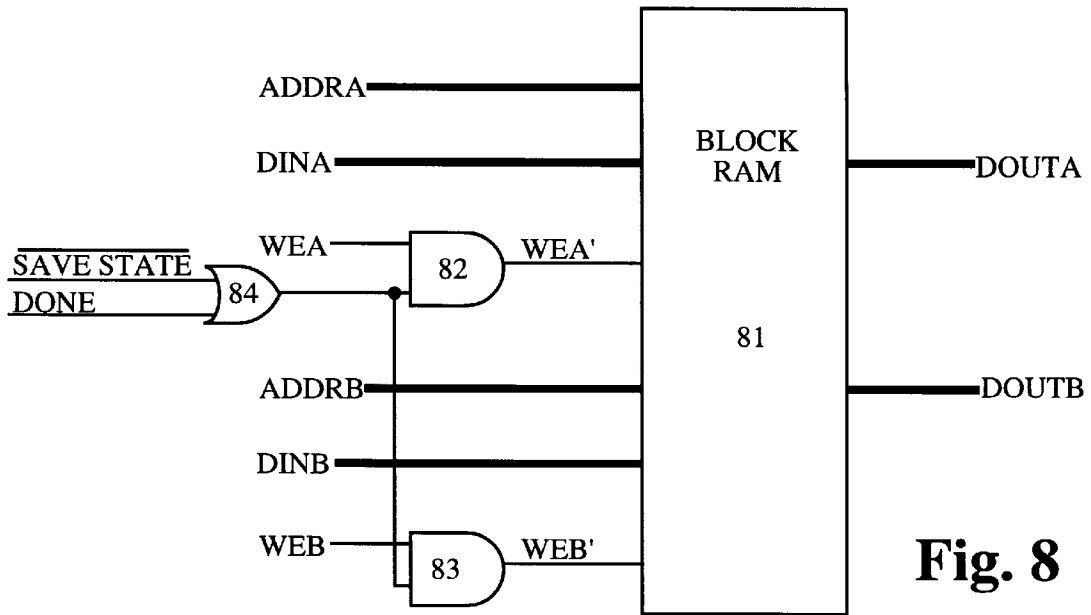 ADDRA
BLOCK
RAM
DINA
DOUTA
WEA
82
WEA'
SAVE STATE
84
DONE
81
ADDRB
DOUTB
DINB
WEB
83
WEB'
Fig. 8